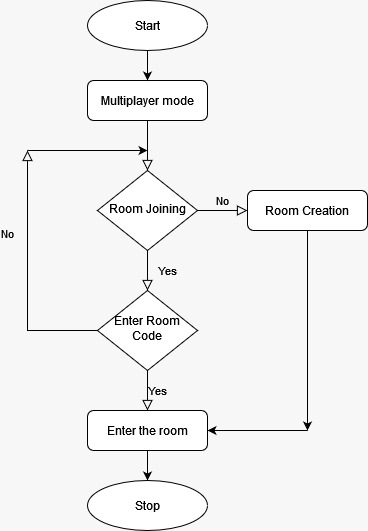 Start
Multiplayer mode
Room Joining
No
Room Creation
No
Yes
Enter Room
Code
Yes
Enter the room
Stop